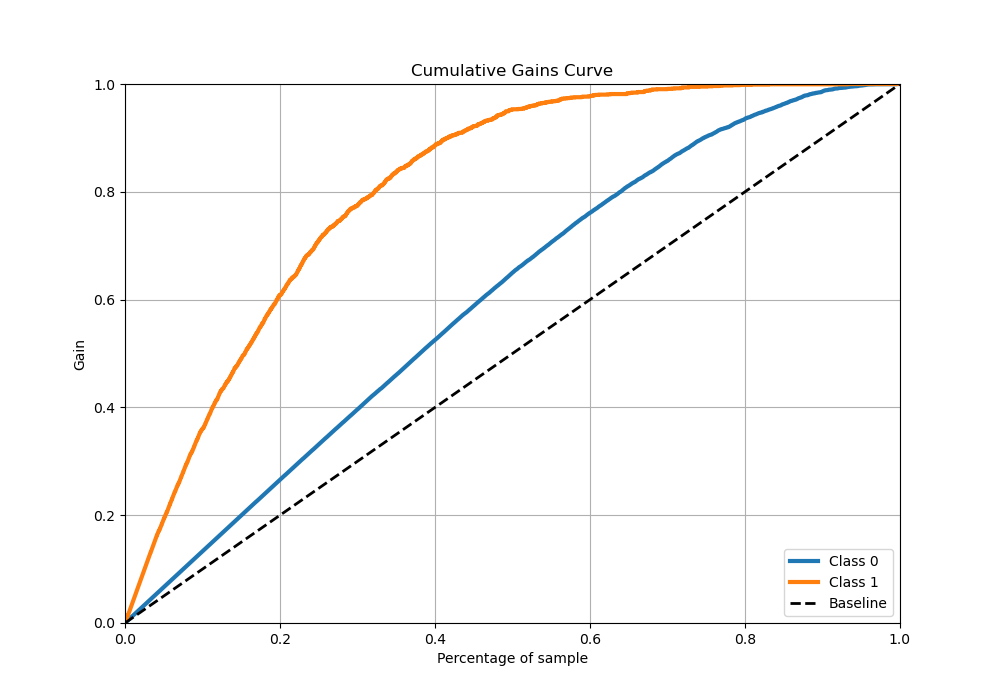 Cumulative Gains Curve
1.0
0.8
0.6
0.4
0.2
0.0
Gain
0.0 0.2 0.4 0.6 0.8 1.0
Percentage of sample
Class 0
Class 1
Baseline